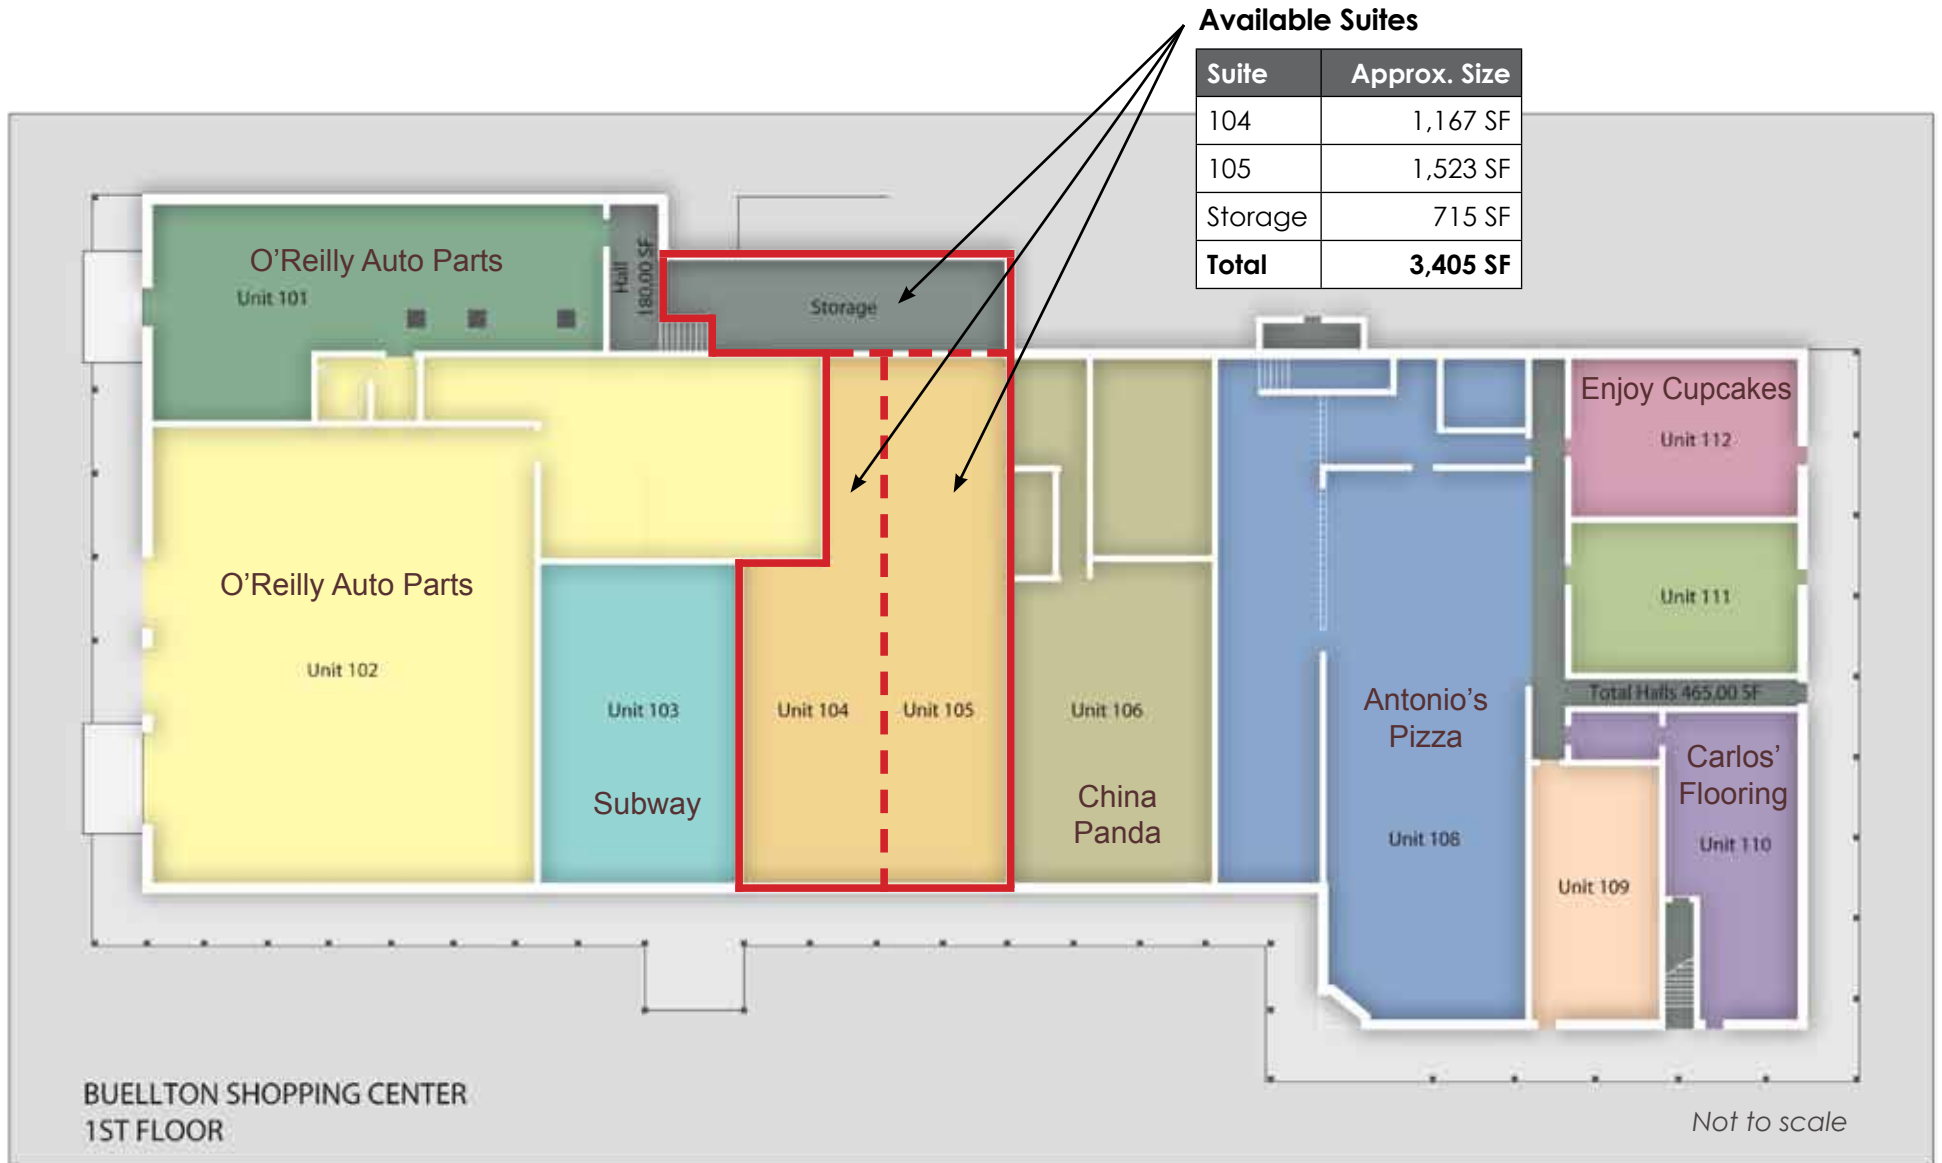 Available Suites
Suite Approx. Size
104 1,167 SF
105 1,523 SF
Storage 715 SF
Total 3,405 SF
O'Reilly Auto Parts
Unit 101
Hall
180.00 SF
Storage
Enjoy Cupcakes
Unit 112
O'Reilly Auto Parts
Unit 102
Unit 111
Total Halls 465.00 SF
Unit 103
Subway
Unit 104
Unit 105
Unit 106
China
Panda
Antonio's
Pizza
Unit 108
Carlos'
Flooring
Unit 110
Unit 109
BUELLTON SHOPPING CENTER
1ST FLOOR
Not to scale